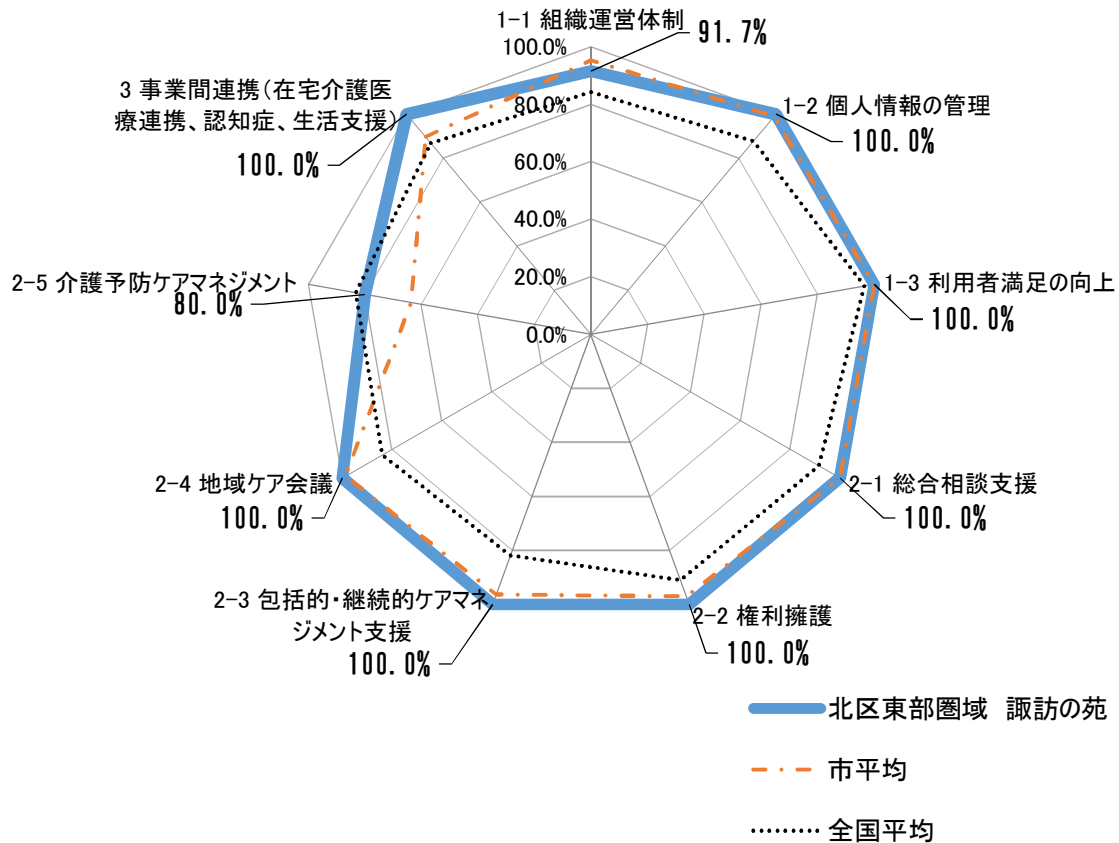 1-1 組織運営体制
91.7%
100.0%
80.0%
60.0%
40.0%
20.0%
0.0%
3 事業間連携（在宅介護医
療連携、認知症、生活支援）
100.0%
1-2 個人情報の管理
100.0%
2-5 介護予防ケアマネジメント
80.0%
1-3 利用者満足の向上
100.0%
2-4 地域ケア会議
100.0%
2-1 総合相談支援
100.0%
2-3 包括的・継続的ケアマネ
ジメント支援
100.0%
2-2 権利擁護
100.0%
北区東部圏域　諏訪の苑
市平均
全国平均